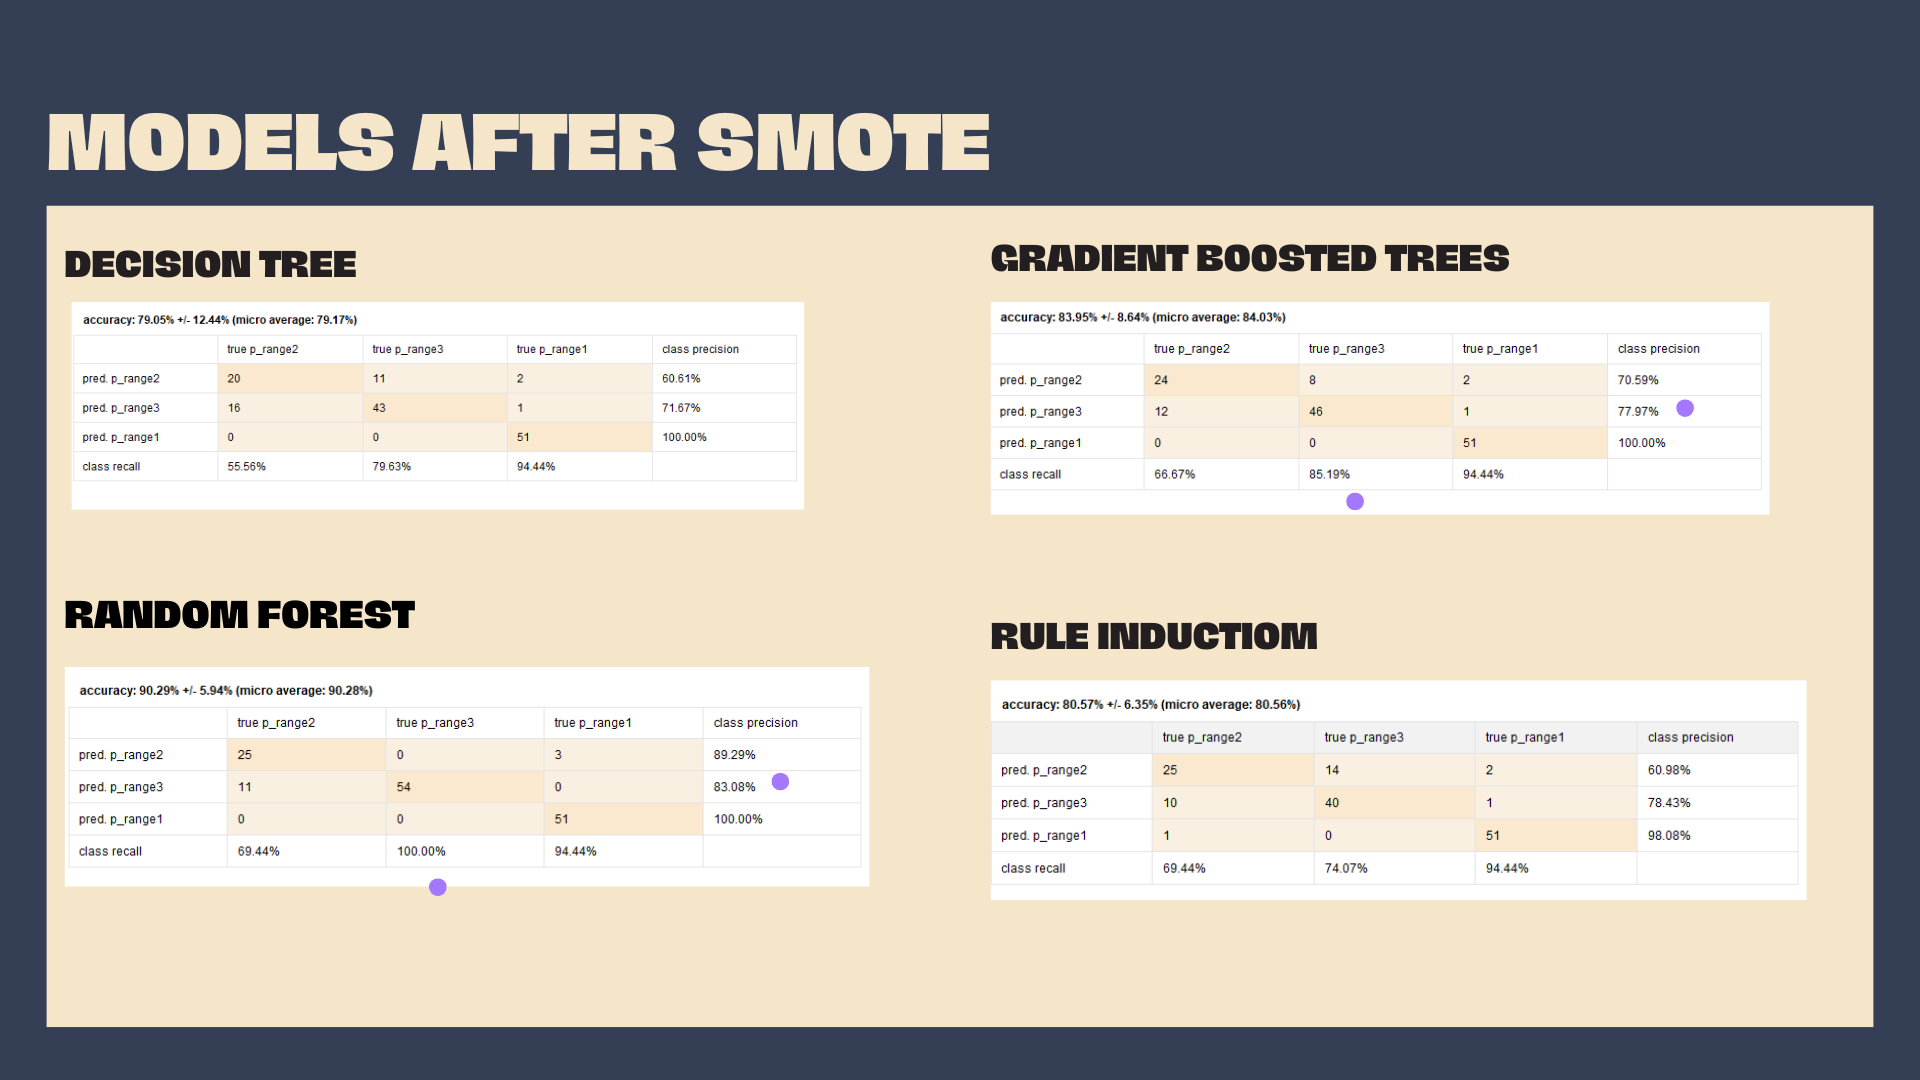 MODELS AFTER SMOTE
DECISION TREE
accuracy: 79.05% +/- 12.44% (micro average: 79.17%)
true p_range2 true p_range3 true p_range1 class precision
pred. p_range2 20 11 2 60.61%
pred. p_range3 16 43 1 71.67%
pred. p_range1 0 0 51 100.00%
class recall 55.56% 79.63% 94.44%
GRADIENT BOOSTED TREES
accuracy: 83.95% +/- 8.64% (micro average: 84.03%)
true p_range2 true p_range3 true p_range1 class precision
pred. p_range2 24 8 2 70.59%
pred. p_range3 12 46 1 77.97%
pred. p_range1 0 0 51 100.00%
class recall 66.67% 85.19% 94.44%
RANDOM FOREST
accuracy: 90.29% +/- 5.94% (micro average: 90.28%)
true p_range2 true p_range3 true p_range1 class precision
pred. p_range2 25 0 3 89.29%
pred. p_range3 11 54 0 83.08%
pred. p_range1 0 0 51 100.00%
class recall 69.44% 100.00% 94.44%
RULE INDUCTIOM
accuracy: 80.57% +/- 6.35% (micro average: 80.56%)
true p_range2 true p_range3 true p_range1 class precision
pred. p_range2 25 14 2 60.98%
pred. p_range3 10 40 1 78.43%
pred. p_range1 1 0 51 98.08%
class recall 69.44% 74.07% 94.44%